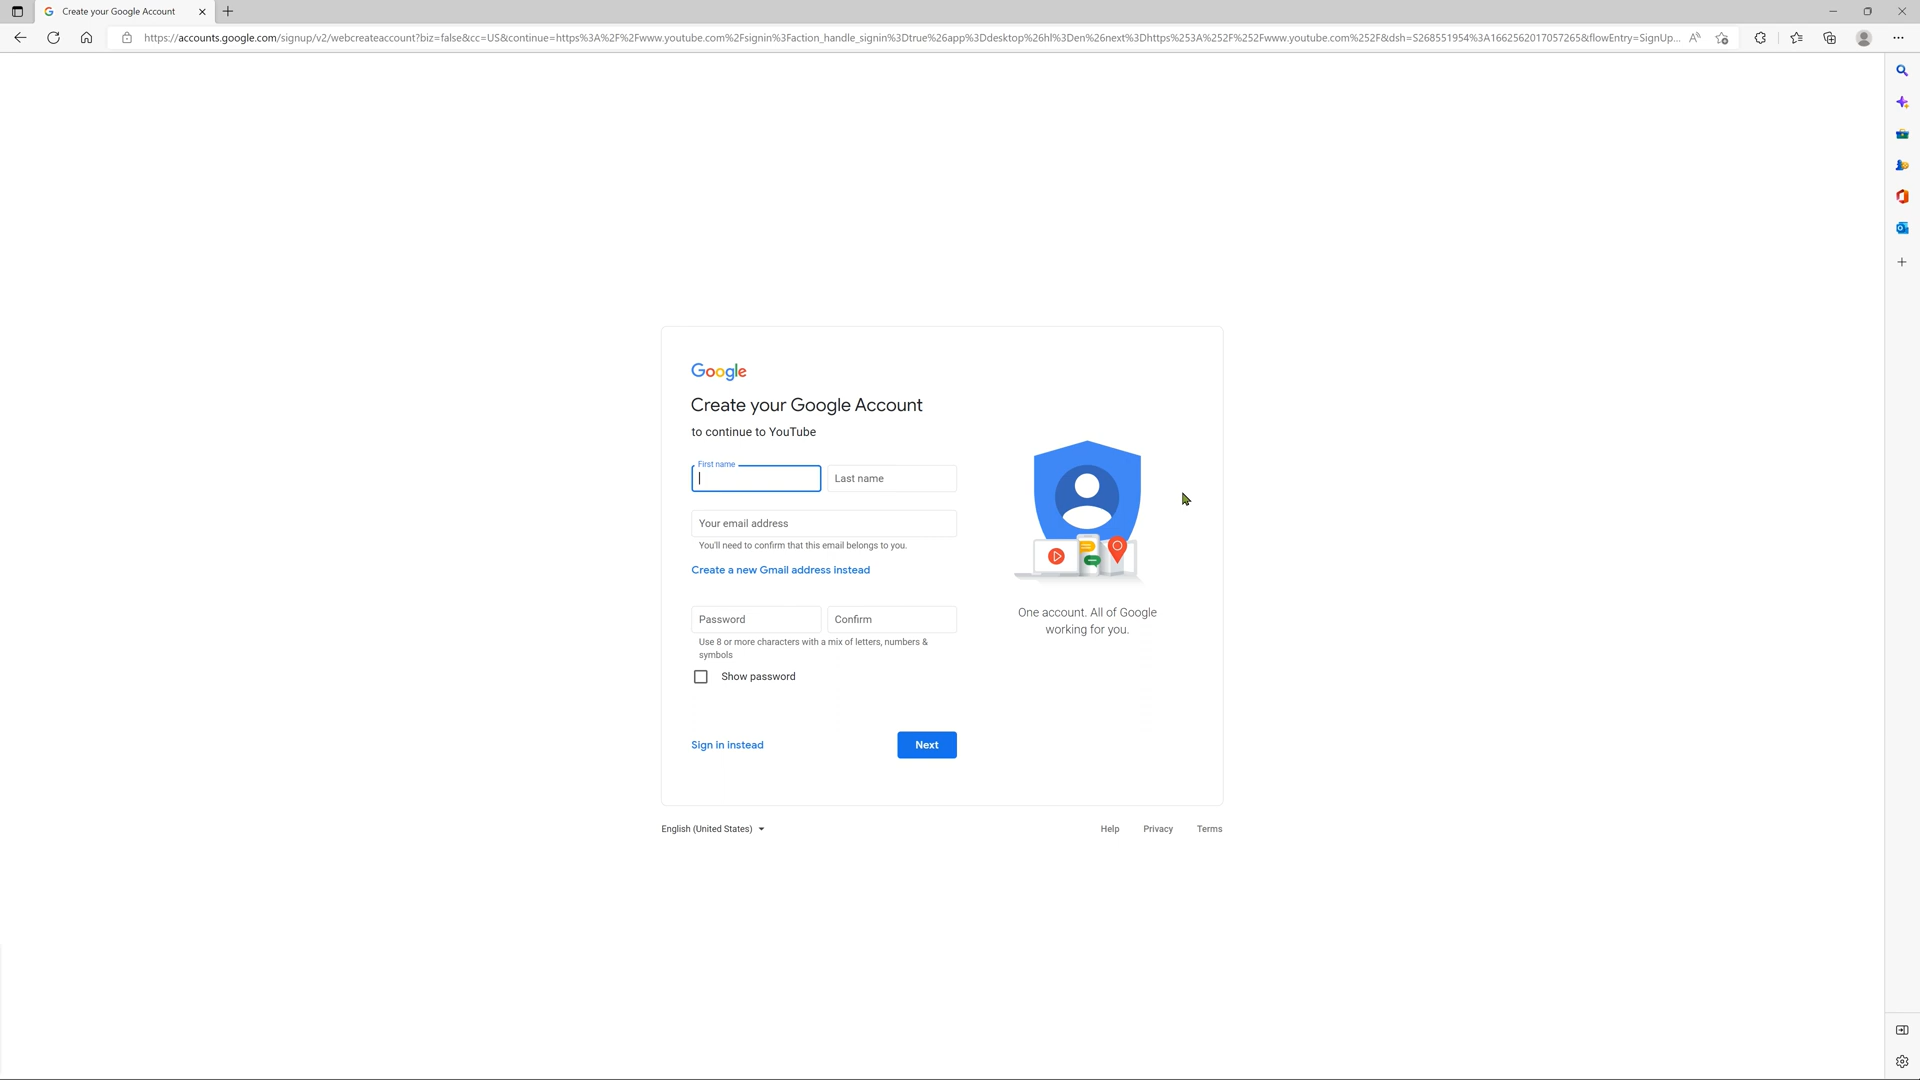 Create your Google Account
https://accounts.google.com/signup/v2/webcreateaccount?biz=false&cc=US&continue=https%3A%2F%2Fwww.youtube.com%2Fsignin%3Faction_handle_signin%3Dtrue%26app%3Ddesktop%26hl%3Den%26next%3Dhttps%253A%252F%252Fwww.youtube.com%252F&dsh=S268551954%3A1662562017057265&flowEntry=SignUp...
Google
Create your Google Account
to continue to YouTube
First name
Last name
Your email address
You'll need to confirm that this email belongs to you.
Create a new Gmail address instead
Password
Confirm
Use 8 or more characters with a mix of letters, numbers &
symbols
Show password
Sign in instead
Next
One account. All of Google
working for you.
English (United States)
Help
Privacy
Terms